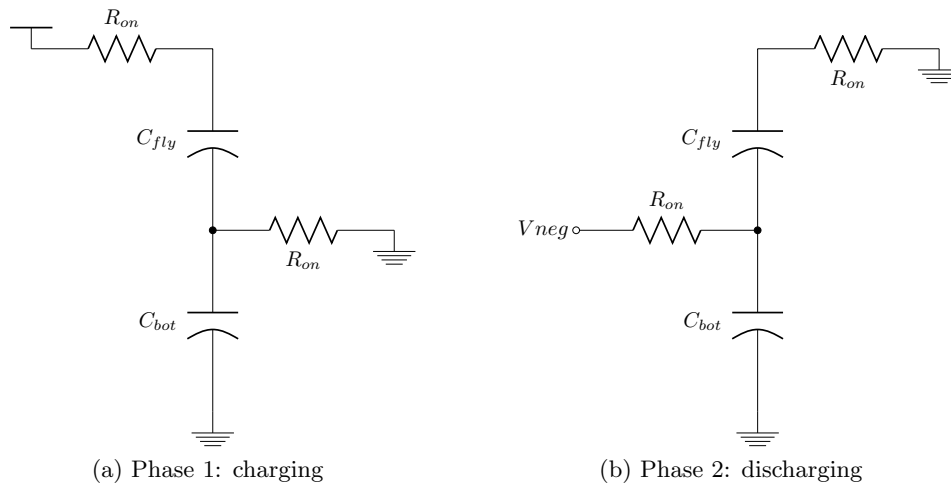 R_on
R_on
C_fly
C_fly
R_on
Vneg
R_on
C_bot
C_bot
(a) Phase 1: charging
(b) Phase 2: discharging